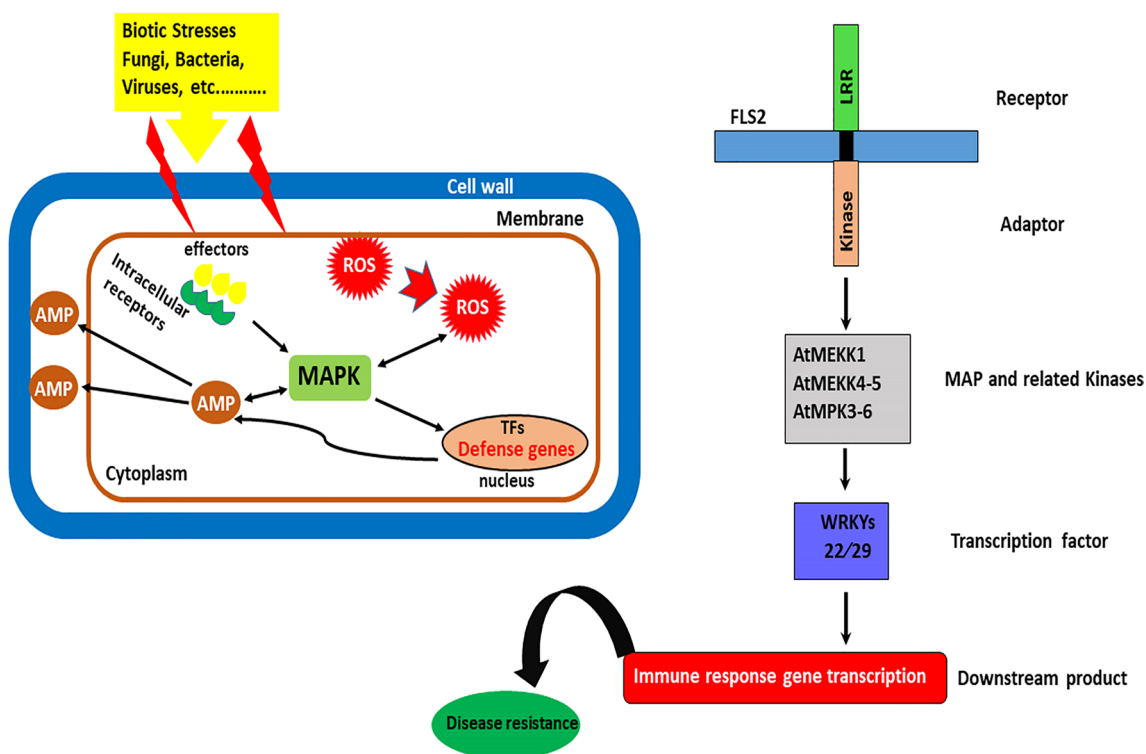 Biotic Stresses
Fungi, Bacteria,
Viruses, etc...........
Cell wall
Membrane
effectors
Intracellular
receptors
ROS
ROS
AMP
AMP
AMP
MAPK
TFs
Defense genes
nucleus
Cytoplasm
LRR
Receptor
FLS2
Kinase
Adaptor
AtMEKK1
AtMEKK4-5
AtMPK3-6
MAP and related Kinases
WRKYs
22/29
Transcription factor
Immune response gene transcription
Downstream product
Disease resistance